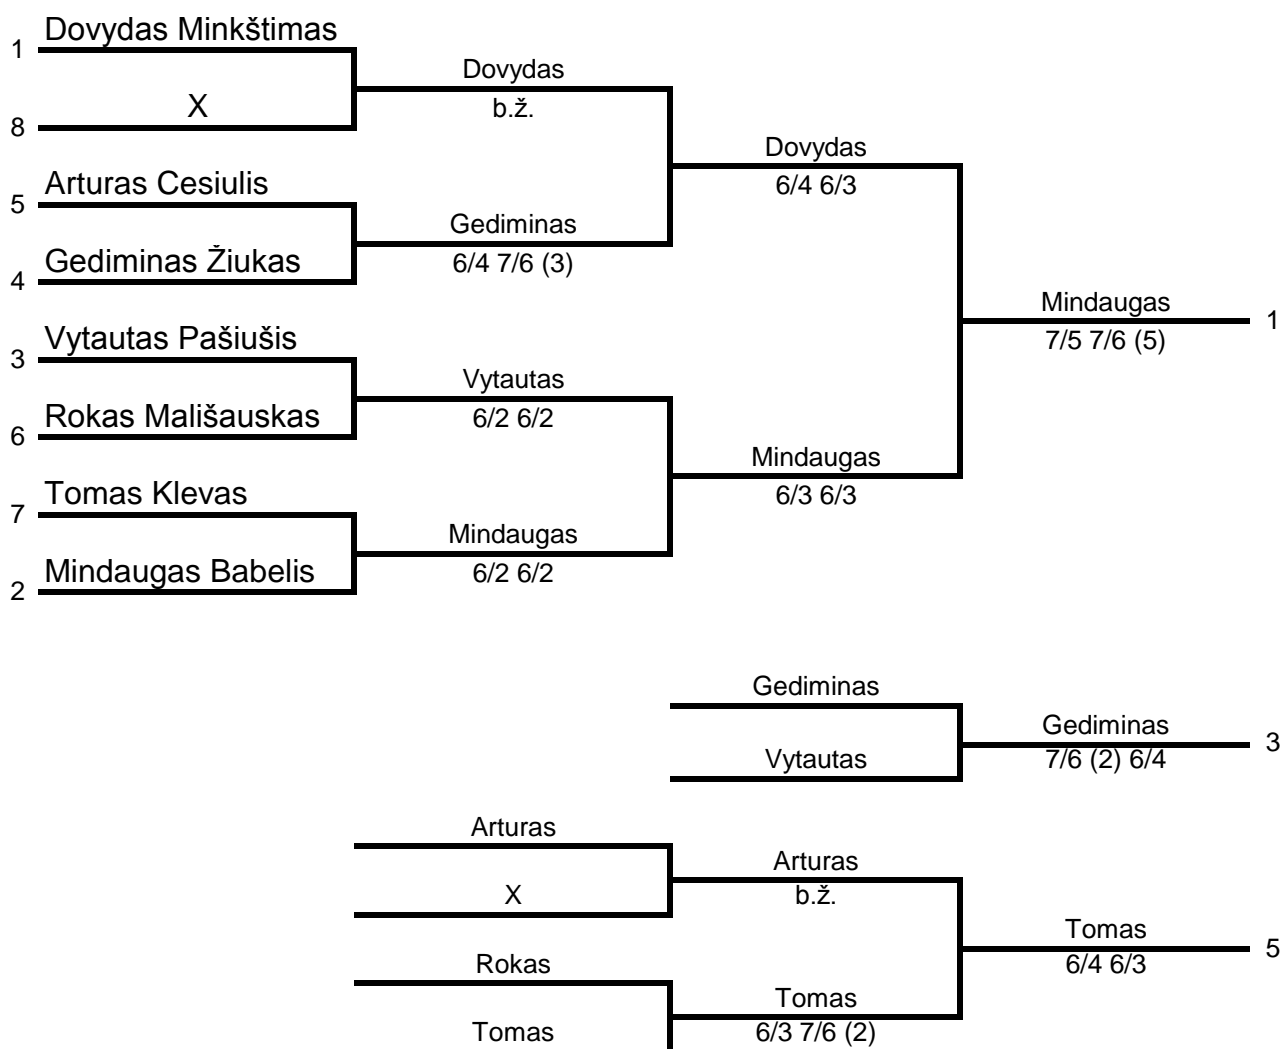 Dovydas Minkštimas
1
Dovydas
X
b.ž.
8
Dovydas
Arturas Cesiulis
6/4 6/3
5
Gediminas
Gediminas Žiukas
6/4 7/6 (3)
4
Mindaugas
1
Vytautas Pašiušis
7/5 7/6 (5)
3
Vytautas
Rokas Mališauskas
6/2 6/2
6
Mindaugas
Tomas Klevas
6/3 6/3
7
Mindaugas
Mindaugas Babelis
6/2 6/2
2
Gediminas
Gediminas
3
Vytautas
7/6 (2) 6/4
Arturas
Arturas
X
b.ž.
Tomas
5
Rokas
6/4 6/3
Tomas
Tomas
6/3 7/6 (2)